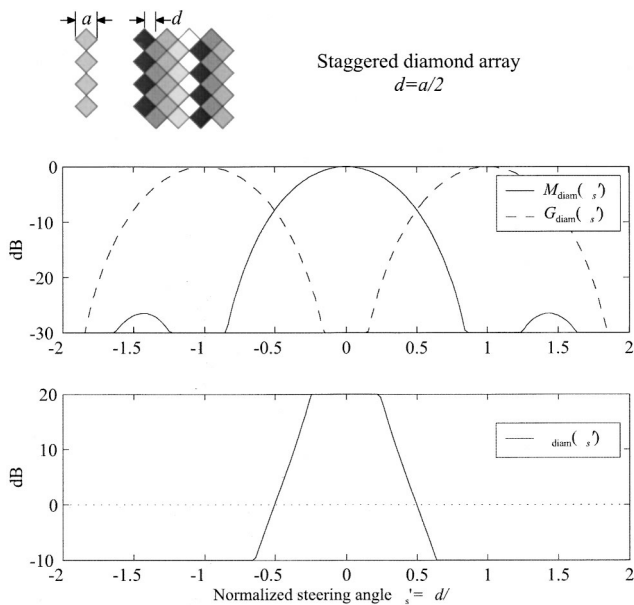 a
d
Staggered diamond array
d=a/2
0
-10
-20
-30
dB
-2
-1.5
-1
-0.5
0
0.5
1
1.5
2
M diam( s')
G diam( s')
20
10
0
-10
dB
-2
-1.5
-1
-0.5
0
0.5
1
1.5
2
diam( s')
Normalized steering angle s'= d/